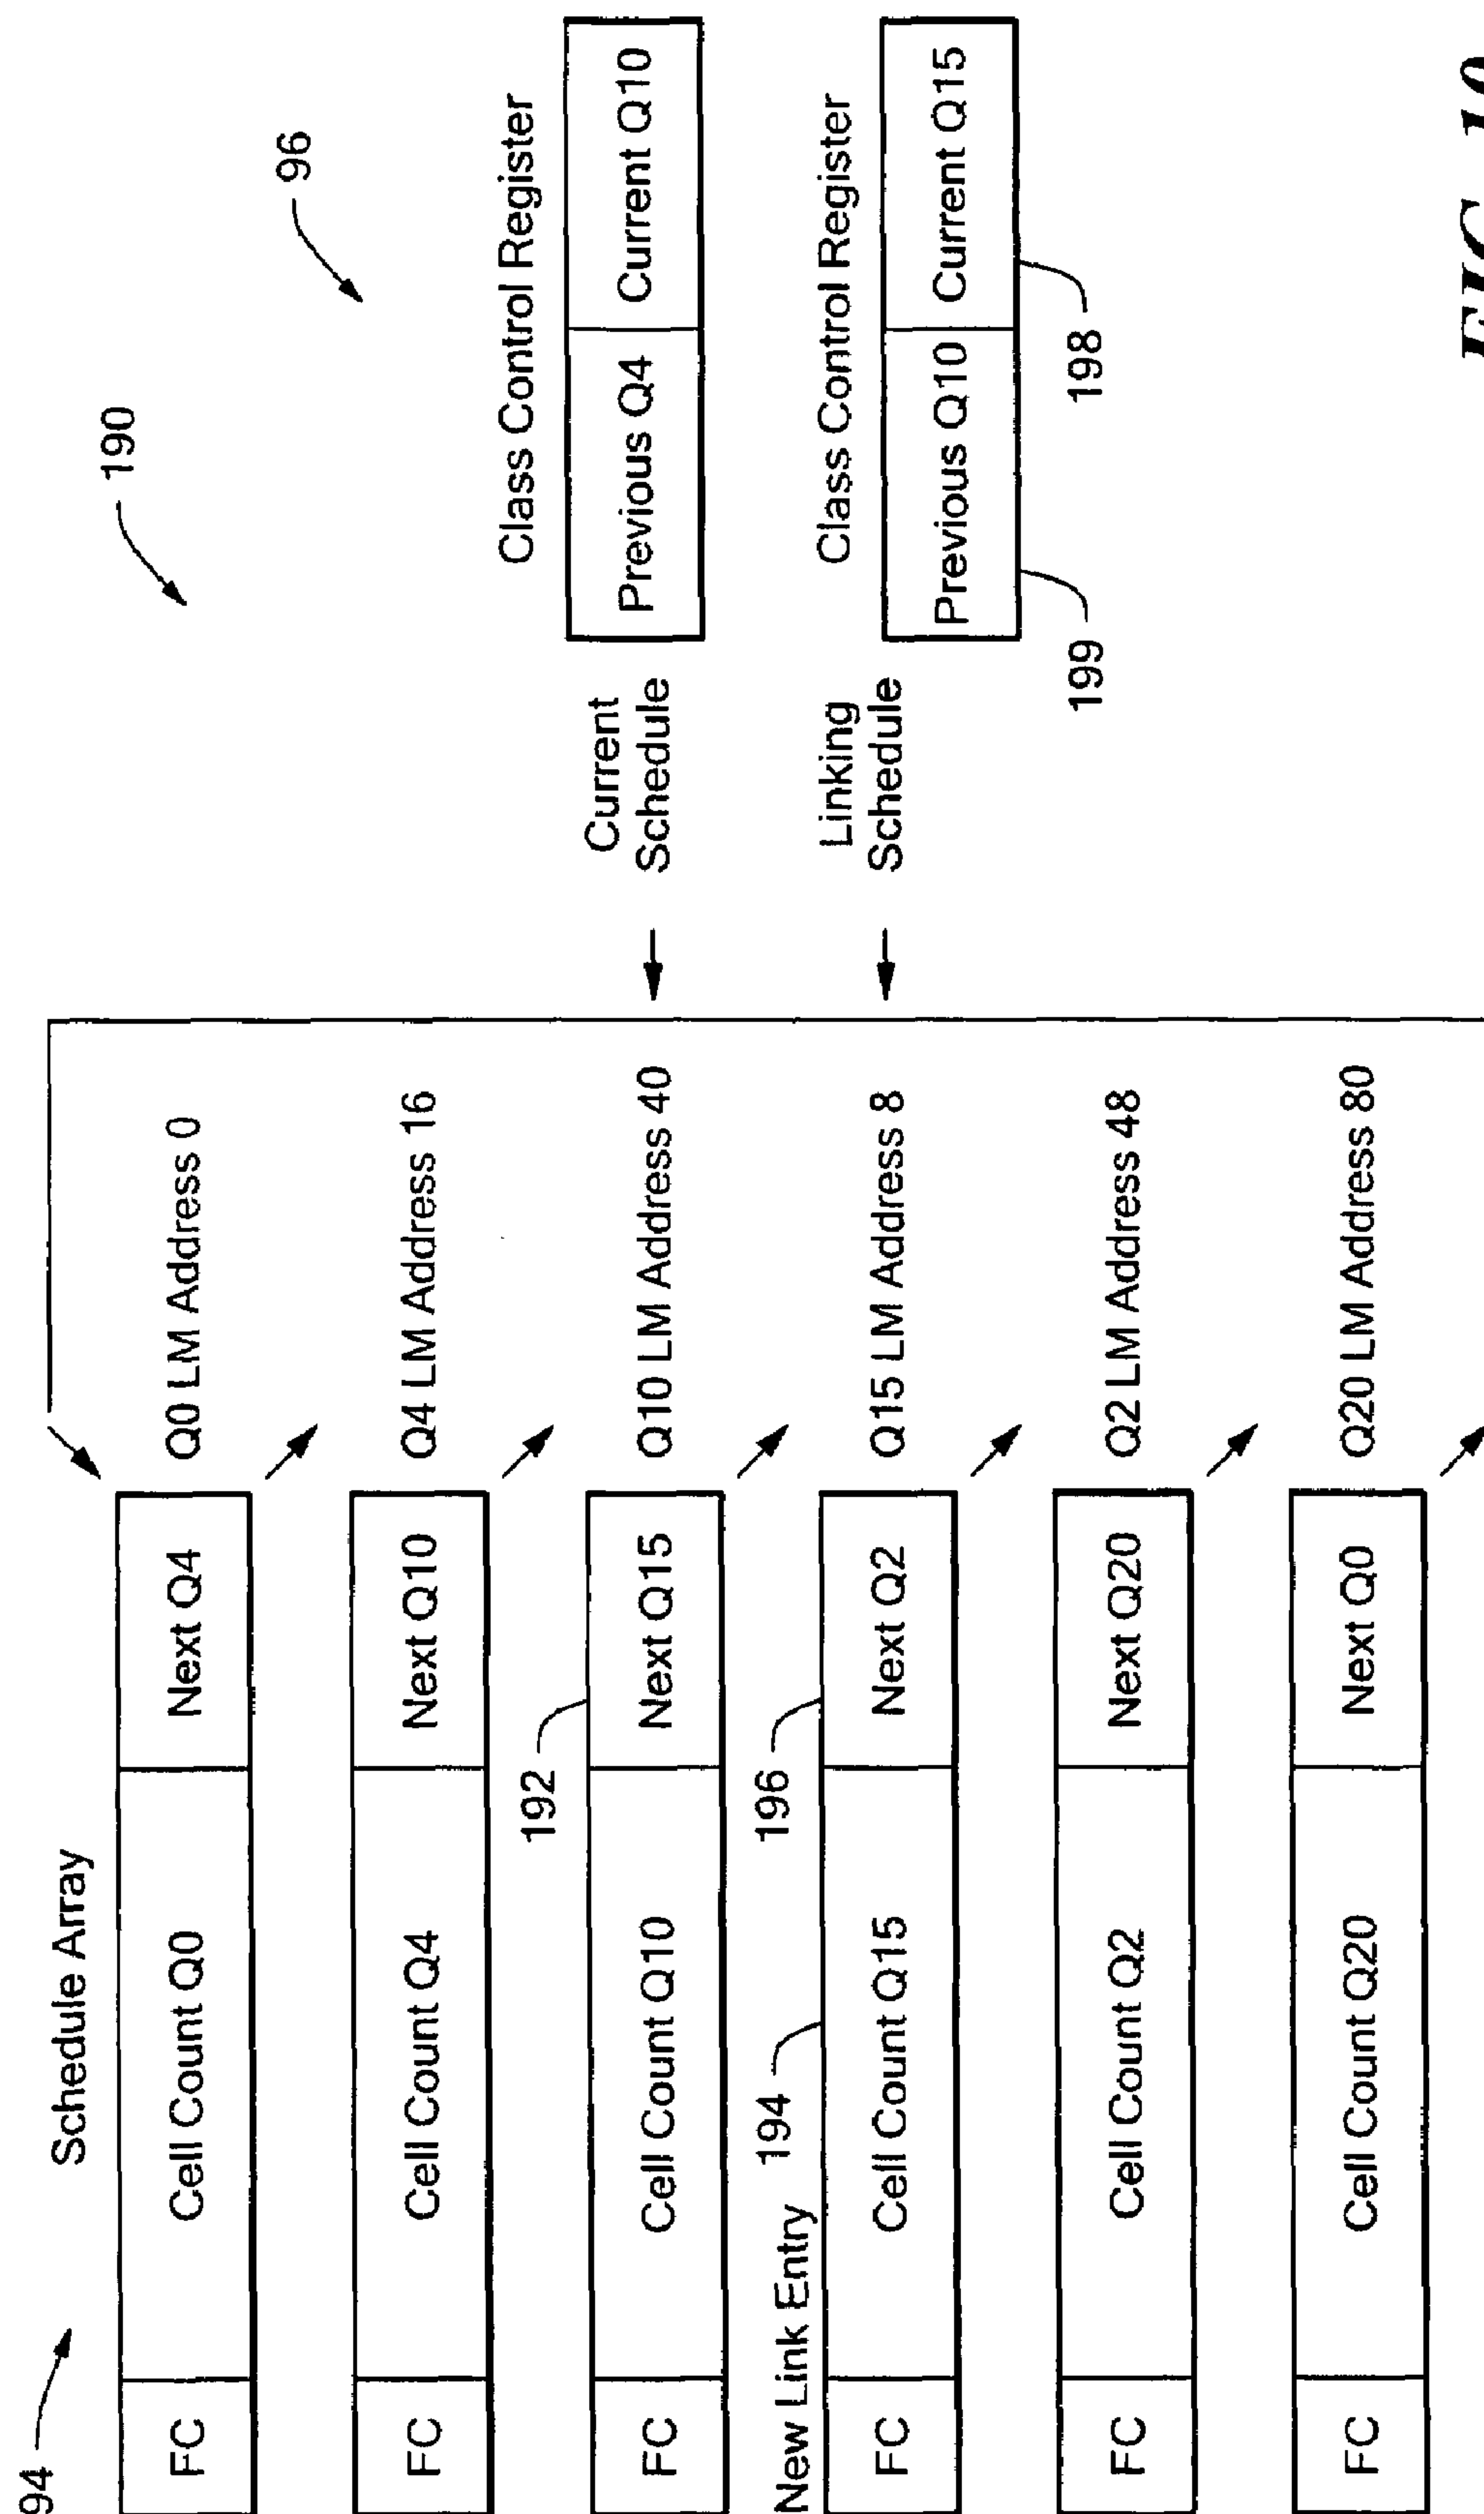 94
Schedule Array
190
96
FC
Cell Count Q0
Next Q4
Q0 LM Address 0
FC
Cell Count Q4
Next Q10
Q4 LM Address 16
Class Control Register
192
FC
Cell Count Q10
Next Q15
Q10 LM Address 40
Current
Schedule
Previous Q4
Current Q10
New Link Entry
194
196
Class Control Register
FC
Cell Count Q15
Next Q2
Q15 LM Address 8
Linking
Schedule
Previous Q10
Current Q15
199
198
FC
Cell Count Q2
Next Q20
Q2 LM Address 48
FC
Cell Count Q20
Next Q0
Q20 LM Address 80